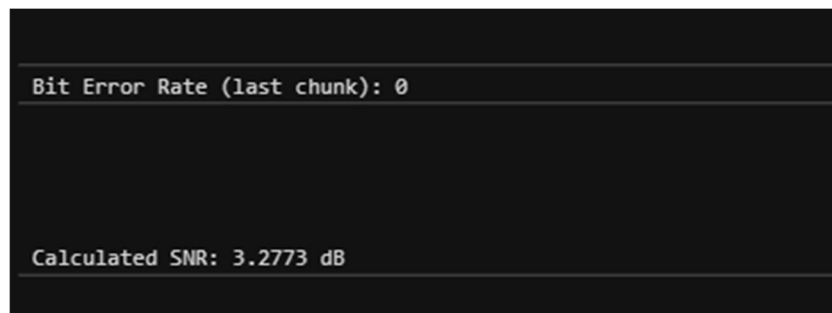 Bit Error Rate (last chunk): 0
Calculated SNR: 3.2773 dB